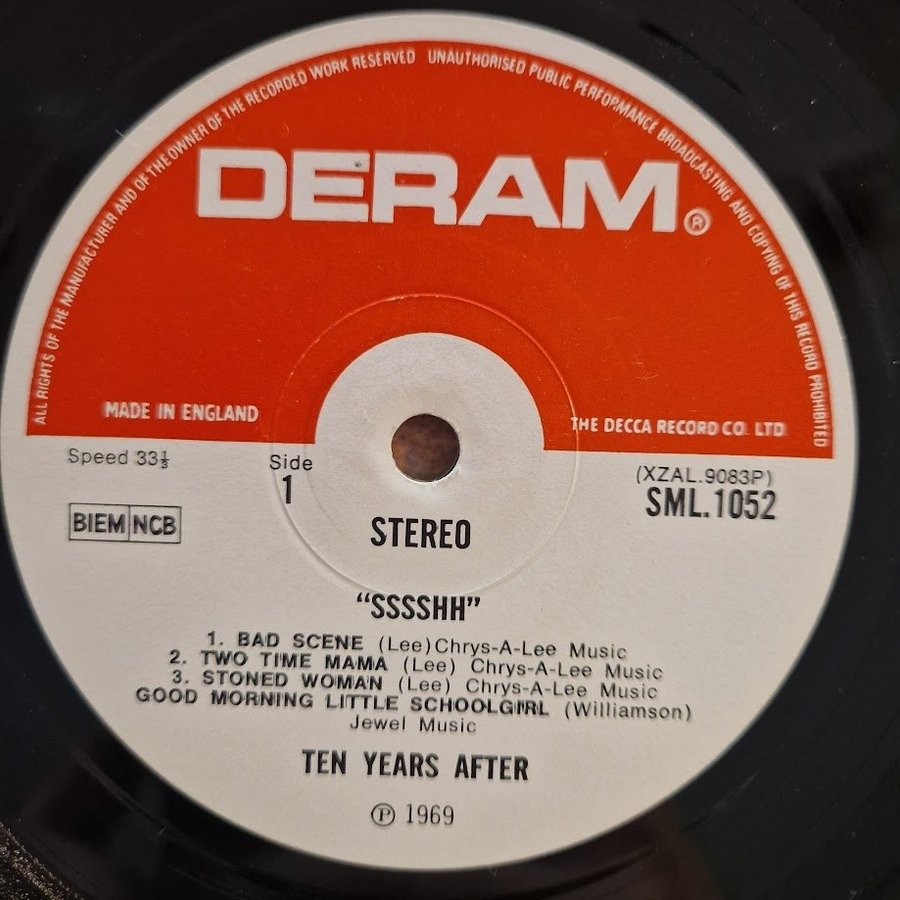 ALL RIGHTS OF THE MANUFACTURER AND OF THE OWNER OF THE RECORDED WORK RESERVED UNAUTHORISED PUBLIC PERFORMANCE BROADCASTING AND COPYING OF THIS RECORD PROHIBITED
DERAM®
MADE IN ENGLAND
THE DECCA RECORD CO. LTD.
Speed 33⅓
Side
1
(XZAL.9083P)
SML.1052
BIEM NCB
STEREO
“SSSSHH”
1. BAD SCENE (Lee)Chrys-A-Lee Music
2. TWO TIME MAMA (Lee) Chrys-A-Lee Music
3. STONED WOMAN (Lee) Chrys-A-Lee Music
GOOD MORNING LITTLE SCHOOLGIRL (Williamson)
Jewel Music
TEN YEARS AFTER
℗ 1969